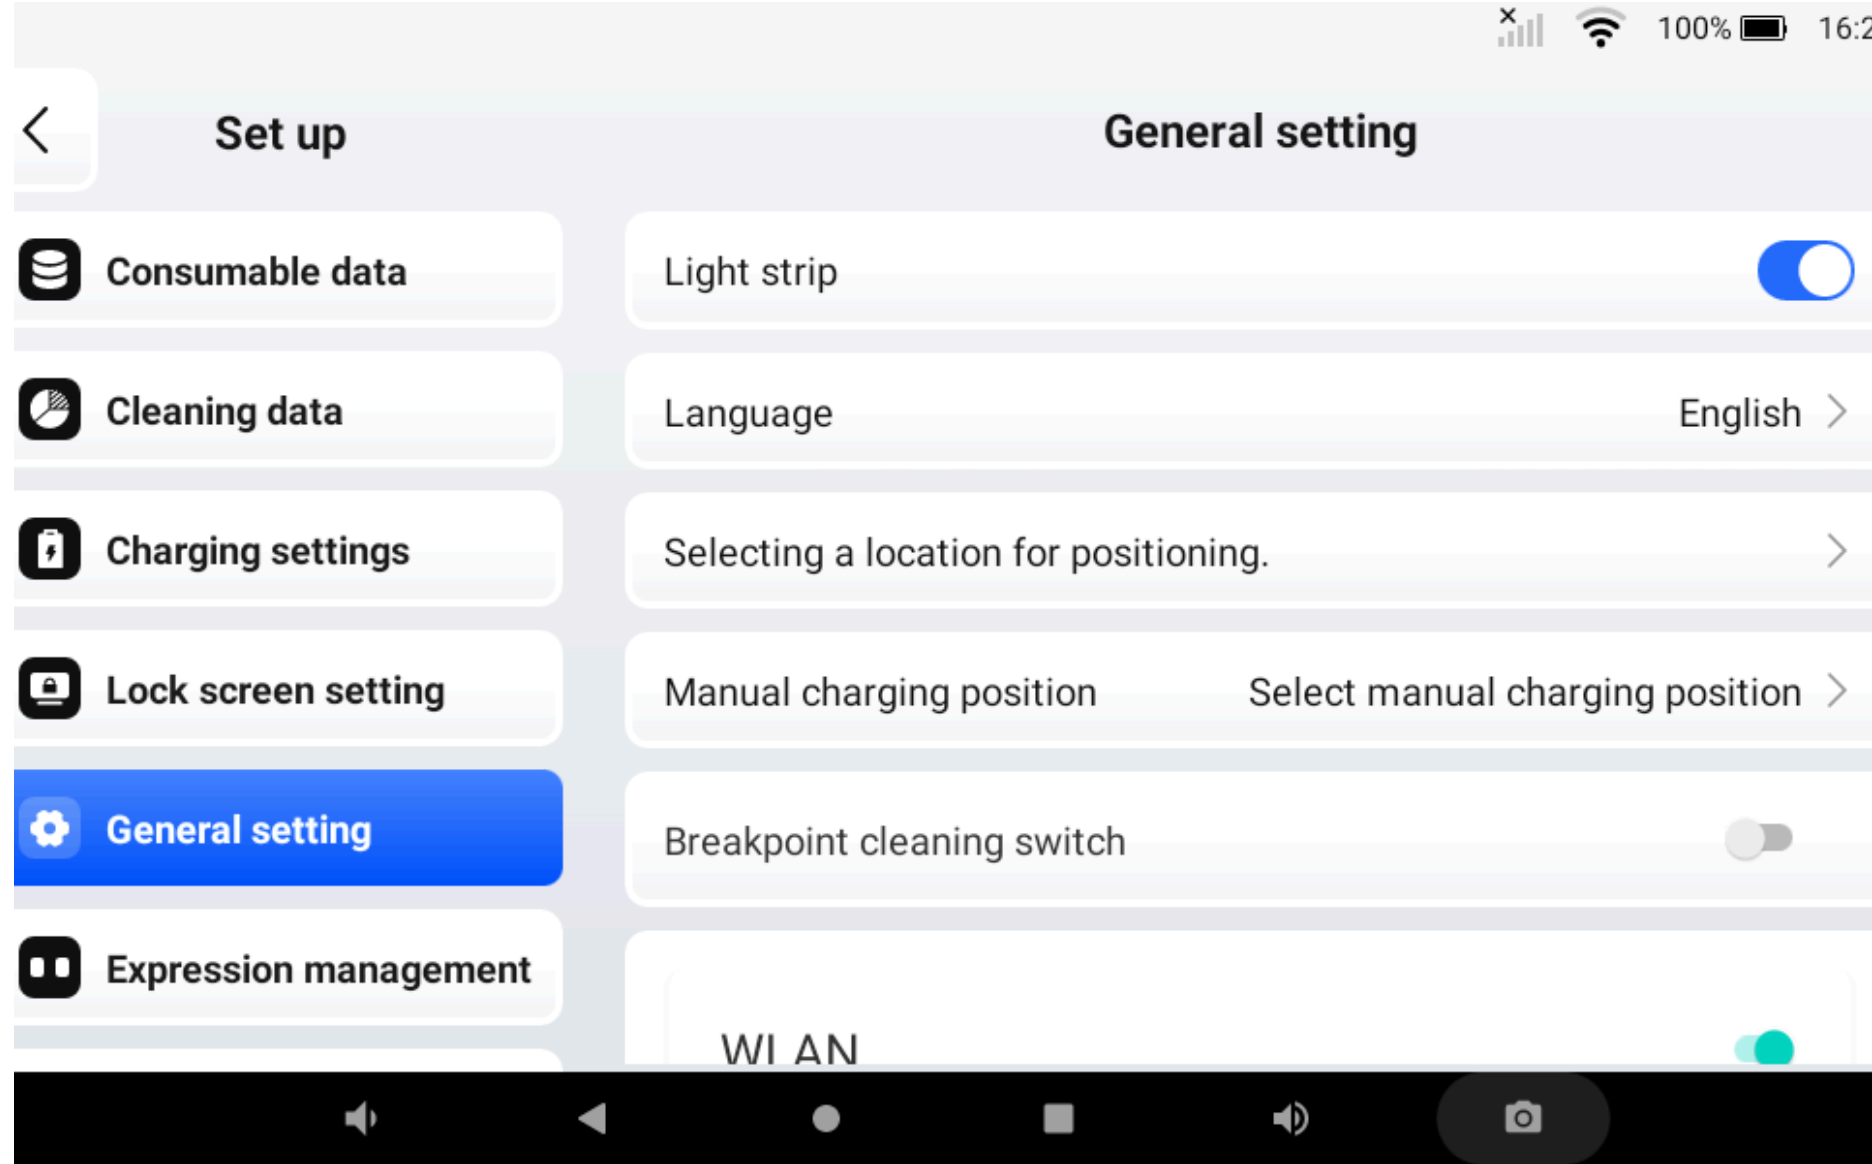 100% 16:2
Set up
General setting
Consumable data
Light strip
Cleaning data
Language English
Charging settings
Selecting a location for positioning.
Lock screen setting
Manual charging position Select manual charging position
General setting
Breakpoint cleaning switch
Expression management
WLAN